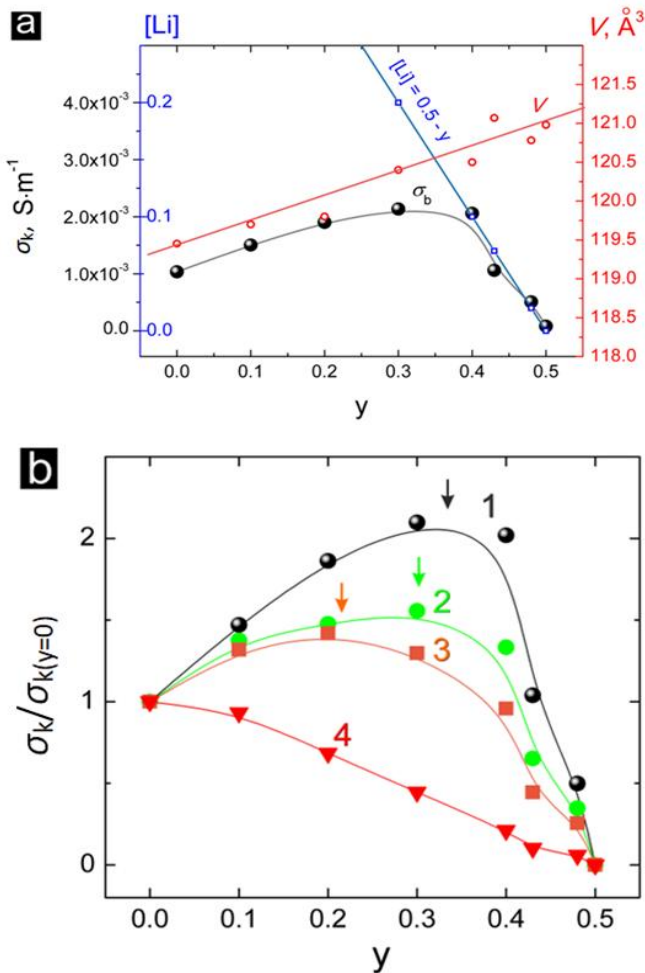 a
[Li]
V, Å³
4.0x10⁻³
3.0x10⁻³
2.0x10⁻³
1.0x10⁻³
0.0
σk, S·m⁻¹
0.2
0.1
0.0
[Li] = 0.5 - y
V
σb
121.5
121.0
120.5
120.0
119.5
119.0
118.5
118.0
0.0 0.1 0.2 0.3 0.4 0.5
y
b
2
1
0
σk/σk(y=0)
1
2
3
4
0.0 0.1 0.2 0.3 0.4 0.5
y